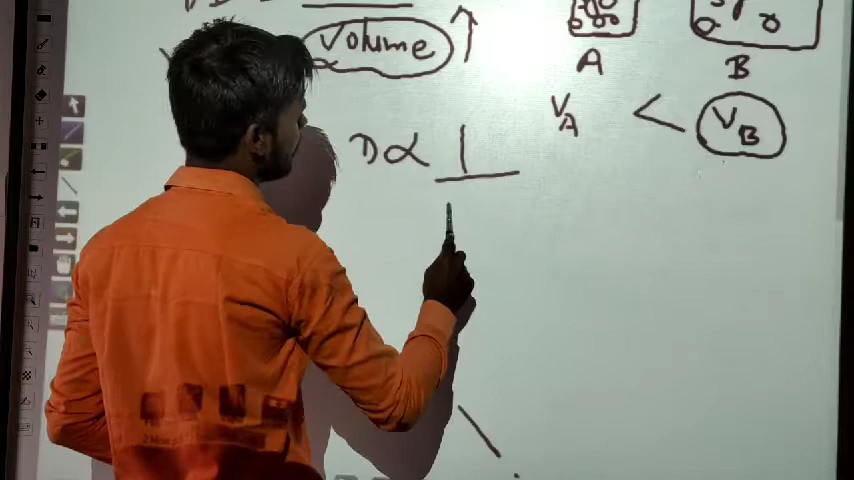 Volume ↑
A B
V_A < V_B
D ∝ 1